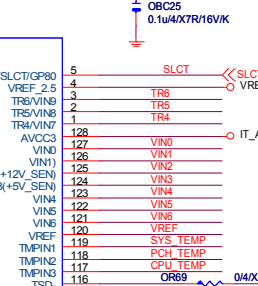 OBC25
0.1u/4/X7R/16V/K
SLCT/GP80 5 SLCT SLC
VREF_2.5 4 VRE
TR6/VIN9 3 TR6
TR5/VIN8 2 TR5
TR4/VIN7 1 TR4
AVCC3 128 IT_A
VIN0 127 VIN0
VIN1) 126 VIN1
+12V_SEN) 125 VIN2
(+5V_SEN) 124 VIN3
VIN4 123 VIN4
VIN5 122 VIN5
VIN6 121 VIN6
VREF 120 VREF
TMPIN1 119 SYS_TEMP
TMPIN2 118 PCH_TEMP
TMPIN3 117 CPU_TEMP
TSD- 116 OR69 0/4/X